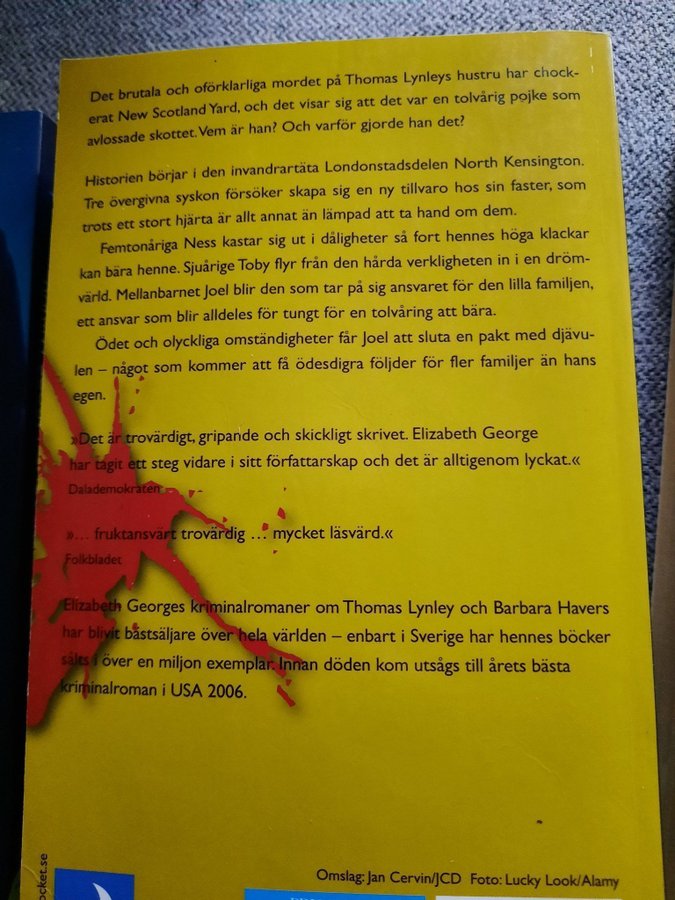 Det brutala och oförklarliga mordet på Thomas Lynleys hustru har chock-
erat New Scotland Yard, och det visar sig att det var en tolvårig pojke som
avlossade skottet. Vem är han? Och varför gjorde han det?
Historien börjar i den invandrartäta Londonstadsdelen North Kensington.
Tre övergivna syskon försöker skapa sig en ny tillvaro hos sin faster, som
trots ett stort hjärta är allt annat än lämpad att ta hand om dem.
Femtonåriga Ness kastar sig ut i dåligheter så fort hennes höga klackar
kan bära henne. Sjuårige Toby flyr från den hårda verkligheten in i en dröm-
värld. Mellanbarnet Joel blir den som tar på sig ansvaret för den lilla familjen,
ett ansvar som blir alldeles för tungt för en tolvåring att bära.
Ödet och olyckliga omständigheter får Joel att sluta en pakt med djävu-
len – något som kommer att få ödesdigra följder för fler familjer än hans
egen.
»Det är trovärdigt, gripande och skickligt skrivet. Elizabeth George
har tagit ett steg vidare i sitt författarskap och det är alltigenom lyckat.«
Dalademokraten
»... fruktansvärt trovärdig ... mycket läsvärd.«
Folkbladet
Elizabeth Georges kriminalromaner om Thomas Lynley och Barbara Havers
har blivit bästsäljare över hela världen – enbart i Sverige har hennes böcker
sålts i över en miljon exemplar. Innan döden kom utsågs till årets bästa
kriminalroman i USA 2006.
Omslag: Jan Cervin/JCD Foto: Lucky Look/Alamy
ocket.se